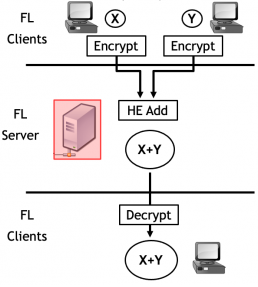 FL
Clients
X
Y
Encrypt
Encrypt
FL
Server
HE Add
X+Y
FL
Clients
Decrypt
X+Y